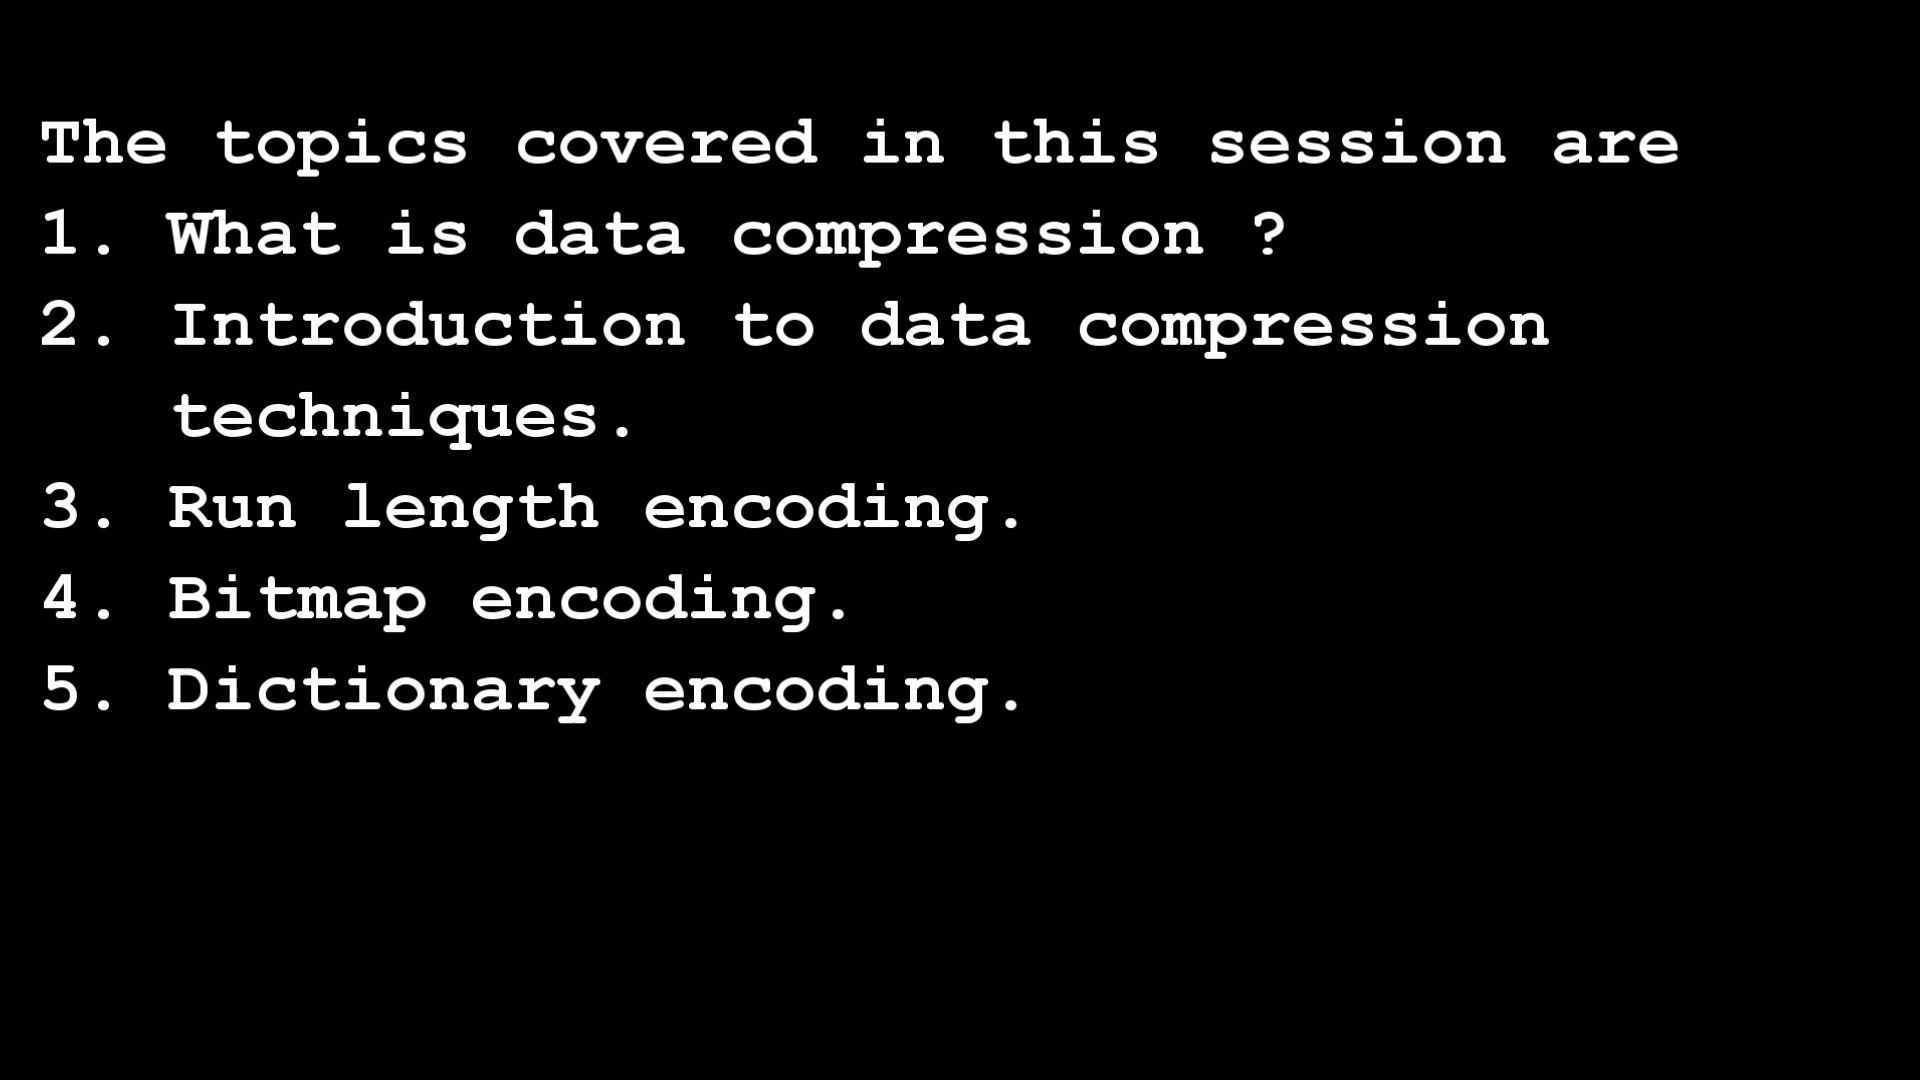 The topics covered in this session are
1. What is data compression ?
2. Introduction to data compression
techniques.
3. Run length encoding.
4. Bitmap encoding.
5. Dictionary encoding.